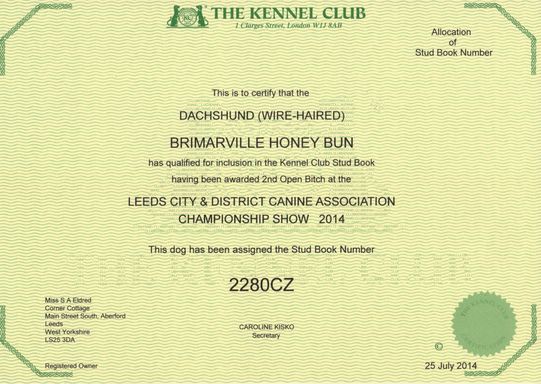 THE KENNEL CLUB
1 Clarges Street, London W1J 8AB
Allocation
of
Stud Book Number
This is to certify that the
DACHSHUND (WIRE-HAIRED)
BRIMARVILLE HONEY BUN
has qualified for inclusion in the Kennel Club Stud Book
having been awarded 2nd Open Bitch at the
LEEDS CITY & DISTRICT CANINE ASSOCIATION
CHAMPIONSHIP SHOW 2014
This dog has been assigned the Stud Book Number
2280CZ
Miss S A Eldred
Corner Cottage
Main Street South, Aberford
Leeds
West Yorkshire
LS25 3DA
Registered Owner
CAROLINE KISKO
Secretary
©
25 July 2014